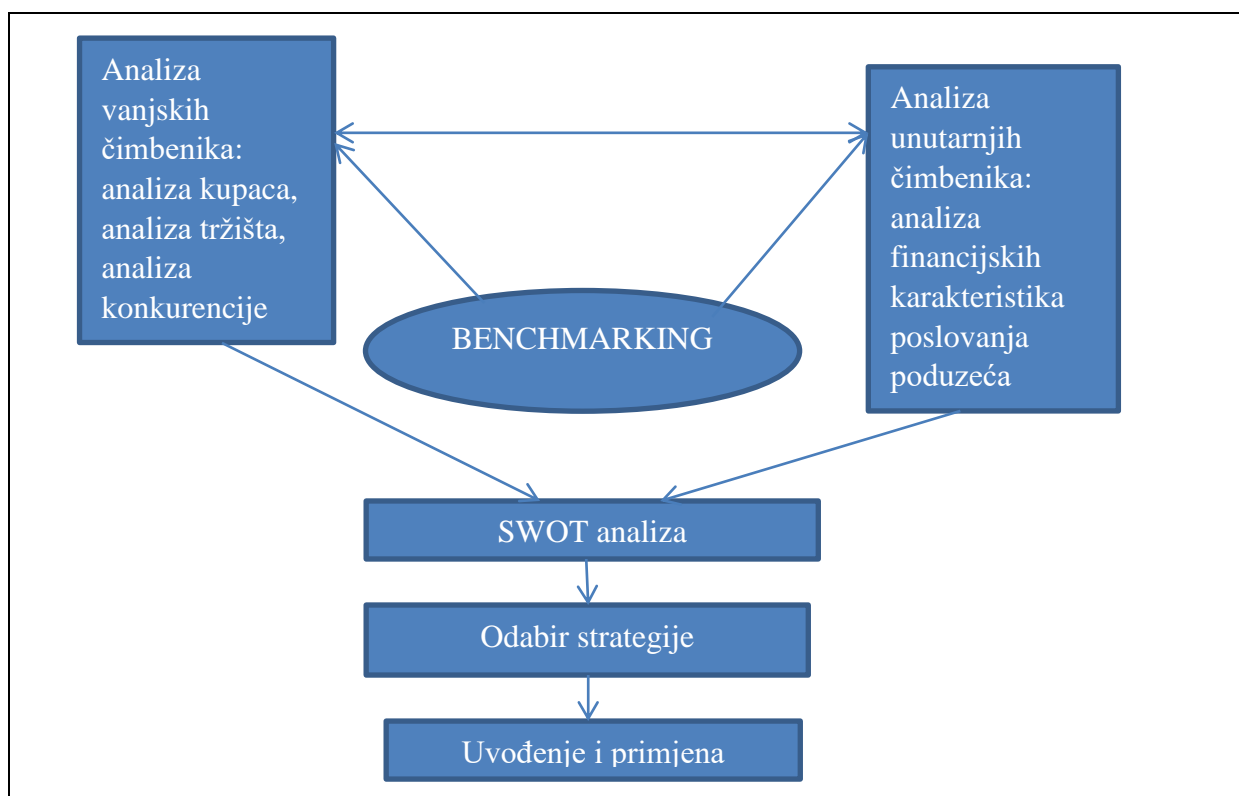 Analiza
vanjskih
čimbenika:
analiza kupaca,
analiza tržišta,
analiza
konkurencije
Analiza
unutarnjih
čimbenika:
analiza
financijskih
karakteristika
poslovanja
poduzeća
BENCHMARKING
SWOT analiza
Odabir strategije
Uvođenje i primjena